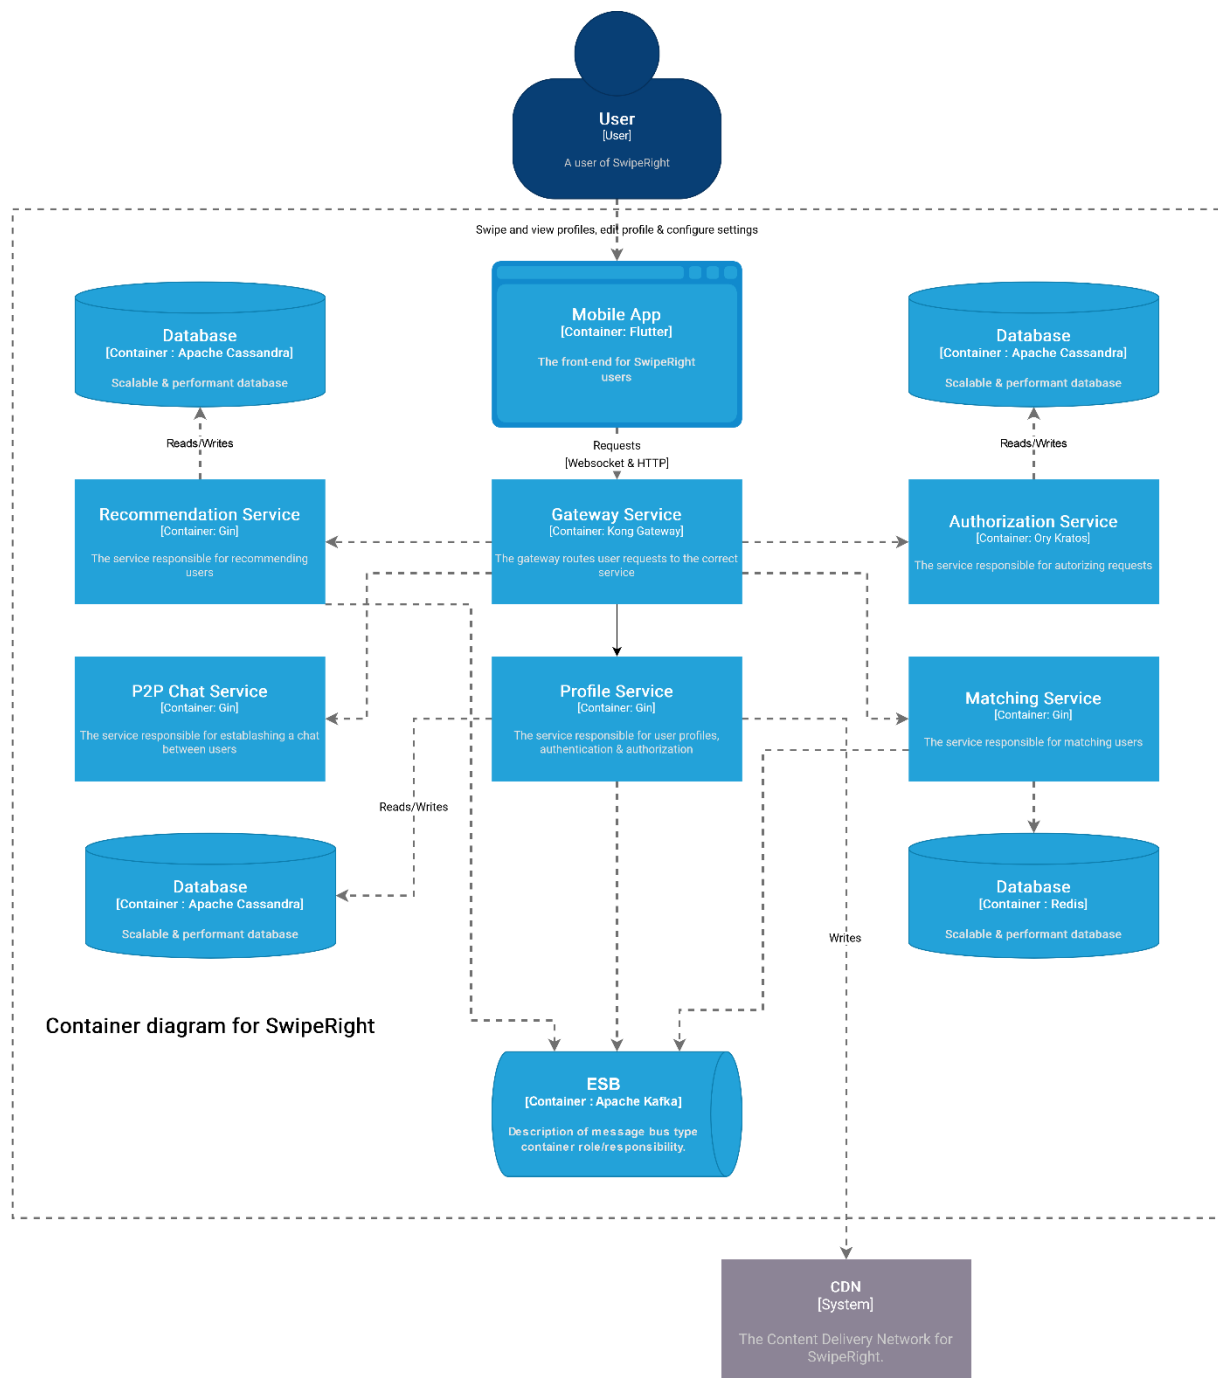 User
[User]
A user of SwipeRight
Swipe and view profiles, edit profile & configure settings
Database
[Container : Apache Cassandra]
Scalable & performant database
Mobile App
[Container: Flutter]
The front-end for SwipeRight
users
Database
[Container : Apache Cassandra]
Scalable & performant database
Reads/Writes
Requests
[Websocket & HTTP]
Reads/Writes
Recommendation Service
[Container: Gin]
The service responsible for recommending
users
Gateway Service
[Container: Kong Gateway]
The gateway routes user requests to the correct
service
Authorization Service
[Container: Ory Kratos]
The service responsible for autorizing requests
P2P Chat Service
[Container: Gin]
The service responsible for establashing a chat
between users
Profile Service
[Container: Gin]
The service responsible for user profiles,
authentication & authorization
Matching Service
[Container: Gin]
The service responsible for matching users
Reads/Writes
Database
[Container : Apache Cassandra]
Scalable & performant database
Database
[Container : Redis]
Scalable & performant database
Writes
Container diagram for SwipeRight
ESB
[Container : Apache Kafka]
Description of message bus type
container role/responsibility.
CDN
[System]
The Content Delivery Network for
SwipeRight.